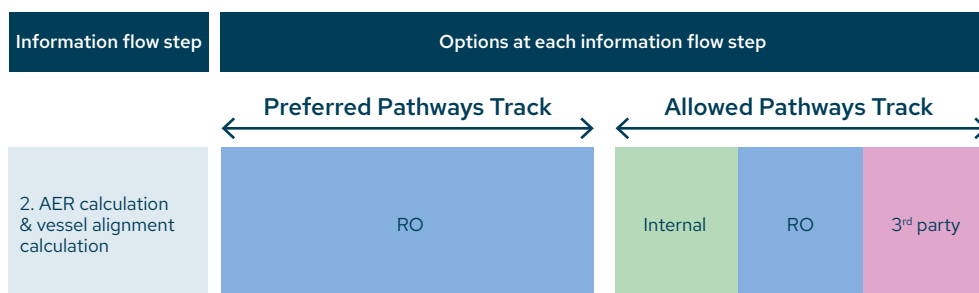 Information flow step
Options at each information flow step
Preferred Pathways Track
Allowed Pathways Track
2. AER calculation
& vessel alignment
calculation
RO
Internal
RO
3rd party